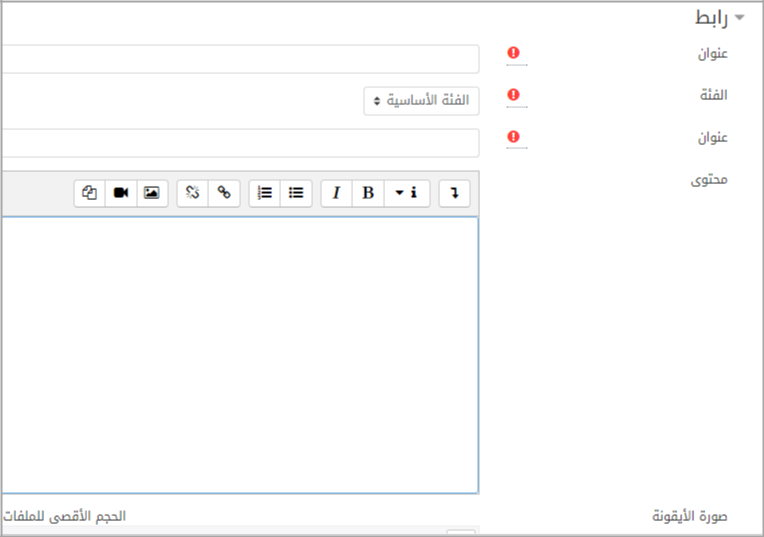 رابط
عنوان
الفئة
الفئة الأساسية
عنوان
محتوى
B I
صورة الأيقونة
الحجم الأقصى للملفات